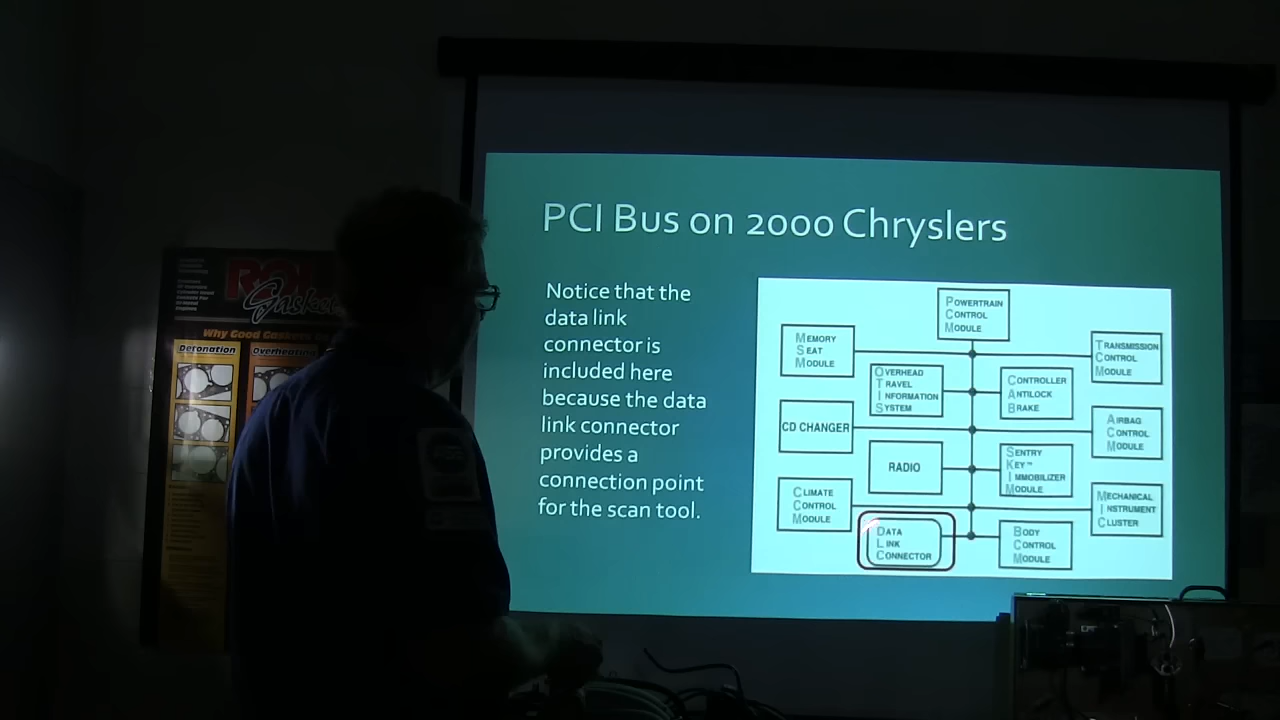 PCI Bus on 2000 Chryslers
Notice that the
data link
connector is
included here
because the data
link connector
provides a
connection point
for the scan tool.
POWERTRAIN
CONTROL
MODULE
MEMORY
SEAT
MODULE
TRANSMISSION
CONTROL
MODULE
OVERHEAD
TRAVEL
INFORMATION
SYSTEM
CONTROLLER
ANTILOCK
BRAKE
CD CHANGER
AIRBAG
CONTROL
MODULE
RADIO
SENTRY
KEY™
IMMOBILIZER
MODULE
CLIMATE
CONTROL
MODULE
MECHANICAL
INSTRUMENT
CLUSTER
DATA
LINK
CONNECTOR
BODY
CONTROL
MODULE
Why Good Gaskets
Detonation
Overheating